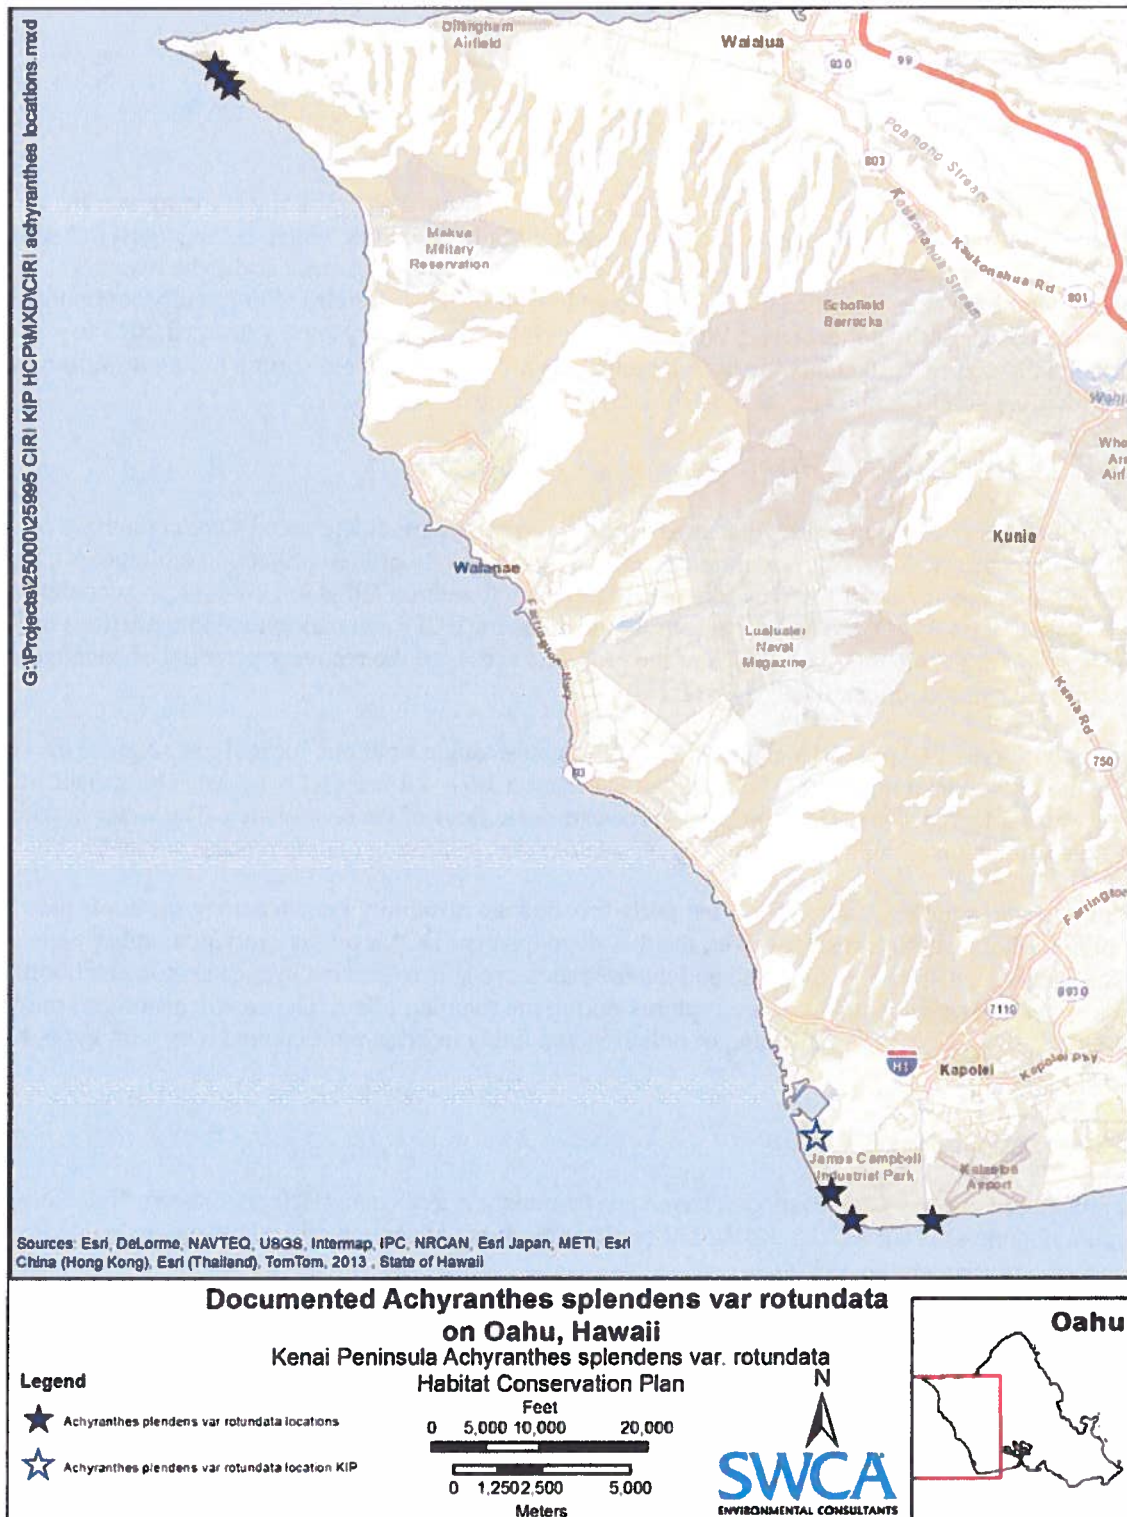 G:\Projects\25000\25995 CIRI KIP HCP\MXD\CIRI achyranthes locations.mxd
Dillingham
Airfield
Waialua
930
99
803
Poamoho Stream
Kaukonahua Stream
Kaukonahua Rd
801
Makua
Military
Reservation
Schofield
Barracks
Kunia
Waianae
Farrington Hwy
Lualualei
Naval
Magazine
Kunia Rd
750
93
Farrington
8930
7110
H1
Kapolei
Kapolei Pky
James Campbell
Industrial Park
Kalaeloa
Airport
Sources: Esri, DeLorme, NAVTEQ, USGS, Intermap, iPC, NRCAN, Esri Japan, METI, Esri
China (Hong Kong), Esri (Thailand), TomTom, 2013 , State of Hawaii
Documented Achyranthes splendens var rotundata
on Oahu, Hawaii
Kenai Peninsula Achyranthes splendens var. rotundata
Habitat Conservation Plan
Legend
Achyranthes plendens var rotundata locations
Achyranthes plendens var rotundata location KIP
Feet
0 5,000 10,000 20,000
0 1,250 2,500 5,000
Meters
N
SWCA
ENVIRONMENTAL CONSULTANTS
Oahu